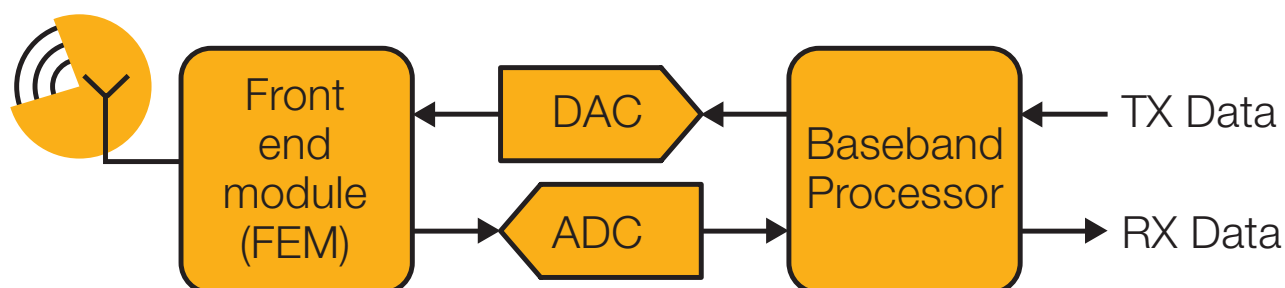 Front
end
module
(FEM)
DAC
ADC
Baseband
Processor
TX Data
RX Data